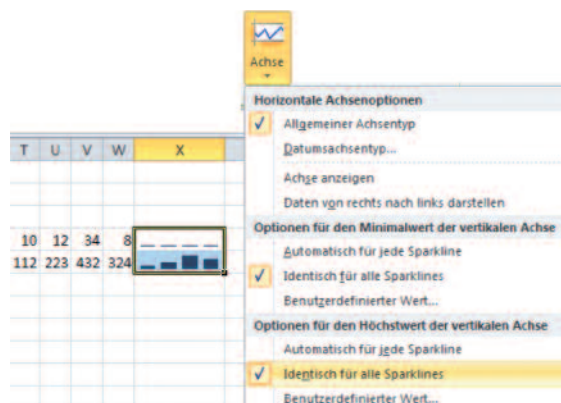 Achse
Horizontale Achsenoptionen
Allgemeiner Achsentyp
Datumsachsentyp...
Achse anzeigen
Daten von rechts nach links darstellen
Optionen für den Minimalwert der vertikalen Achse
Automatisch für jede Sparkline
Identisch für alle Sparklines
Benutzerdefinierter Wert...
Optionen für den Höchstwert der vertikalen Achse
Automatisch für jede Sparkline
Identisch für alle Sparklines
Benutzerdefinierter Wert...
T U V W X
10 12 34 8
112 223 432 324